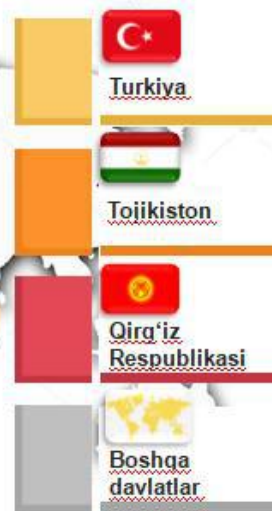 Turkiya
Tojikiston
Qirg‘iz
Respublikasi
Boshqa
davlatlar